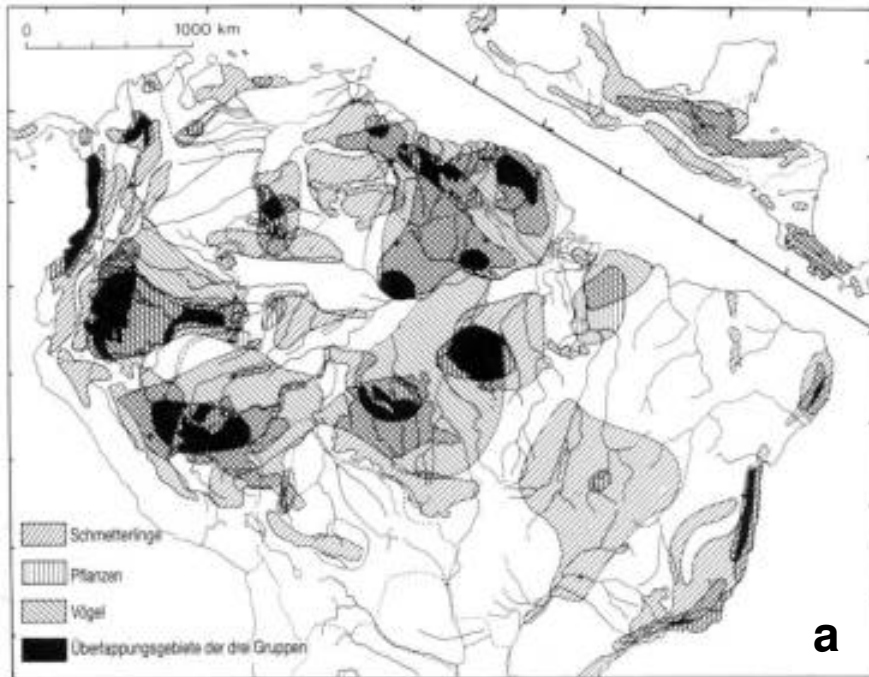 0 1000 km
Schmetterlinge
Pflanzen
Vögel
Überlappungsgebiete der drei Gruppen
a